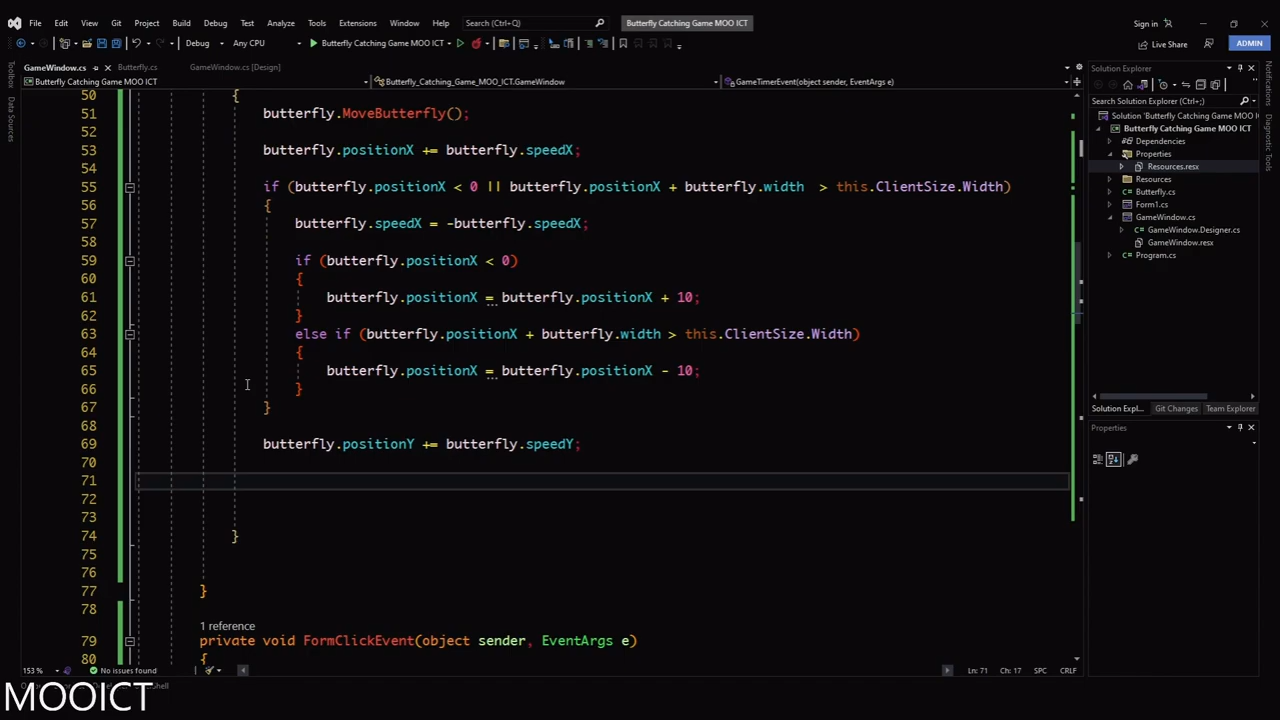 File Edit View Git Project Build Debug Test Analyze Tools Extensions Window Help Search (Ctrl+Q) Butterfly Catching Game MOO ICT Sign in
Debug Any CPU Butterfly Catching Game MOO ICT Live Share ADMIN
GameWindow.cs Butterfly.cs GameWindow.cs [Design]
Butterfly Catching Game MOO ICT Butterfly_Catching_Game_MOO_ICT.GameWindow GameTimerEvent(object sender, EventArgs e)
Toolbox
Data Sources
50 {
51 butterfly.MoveButterfly();
52
53 butterfly.positionX += butterfly.speedX;
54
55 if (butterfly.positionX < 0 || butterfly.positionX + butterfly.width > this.ClientSize.Width)
56 {
57 butterfly.speedX = -butterfly.speedX;
58
59 if (butterfly.positionX < 0)
60 {
61 butterfly.positionX = butterfly.positionX + 10;
62 }
63 else if (butterfly.positionX + butterfly.width > this.ClientSize.Width)
64 {
65 butterfly.positionX = butterfly.positionX - 10;
66 }
67 }
68
69 butterfly.positionY += butterfly.speedY;
70
71
72
73
74 }
75
76
77 }
78
1 reference
79 private void FormClickEvent(object sender, EventArgs e)
80 {
153 % No issues found Ln: 71 Ch: 17 SPC CRLF
Solution Explorer
Search Solution Explorer (Ctrl+;)
Solution 'Butterfly Catching Game MOO I
Butterfly Catching Game MOO ICT
Dependencies
Properties
Resources.resx
Resources
Butterfly.cs
Form1.cs
GameWindow.cs
GameWindow.Designer.cs
GameWindow.resx
Program.cs
Solution Expl... Git Changes Team Explorer
Properties
Notifications
Diagnostic Tools
MOOICT